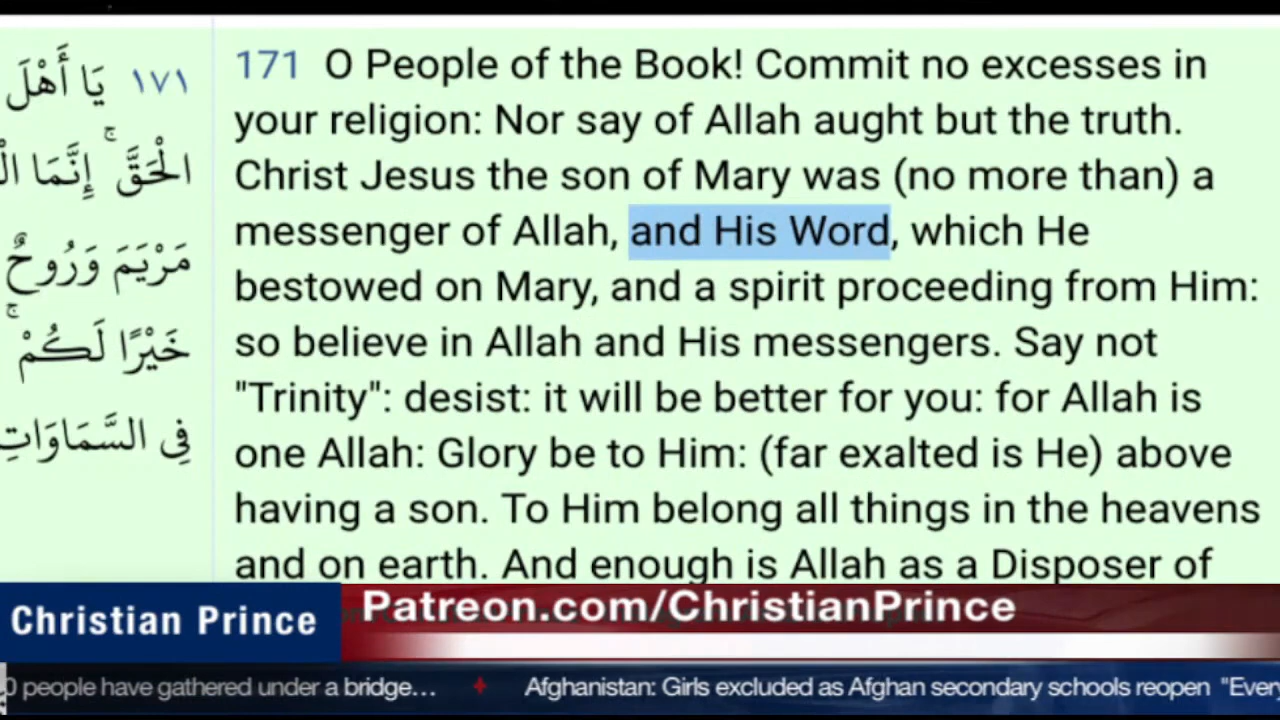 ١٧١ يَا أَهْلَ
الْحَقَّ ۚ إِنَّمَا
مَرْيَمَ وَرُوحٌ
خَيْرًا لَكُمْ ۚ
فِي السَّمَاوَاتِ
171 O People of the Book! Commit no excesses in
your religion: Nor say of Allah aught but the truth.
Christ Jesus the son of Mary was (no more than) a
messenger of Allah, and His Word, which He
bestowed on Mary, and a spirit proceeding from Him:
so believe in Allah and His messengers. Say not
"Trinity": desist: it will be better for you: for Allah is
one Allah: Glory be to Him: (far exalted is He) above
having a son. To Him belong all things in the heavens
and on earth. And enough is Allah as a Disposer of
Christian Prince
Patreon.com/ChristianPrince
0 people have gathered under a bridge... Afghanistan: Girls excluded as Afghan secondary schools reopen "Every